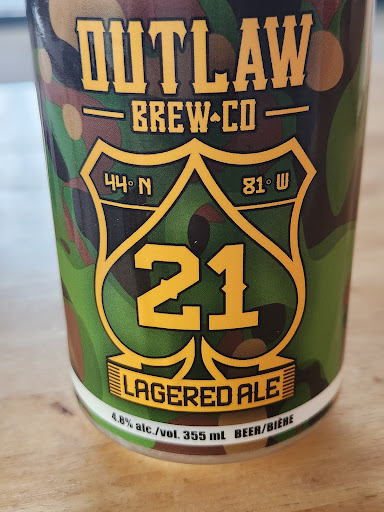 OUTLAW
BREW♠CO
44° N 81° W
21
LAGERED ALE
4.8% alc./vol. 355 mL BEER/BIÈRE